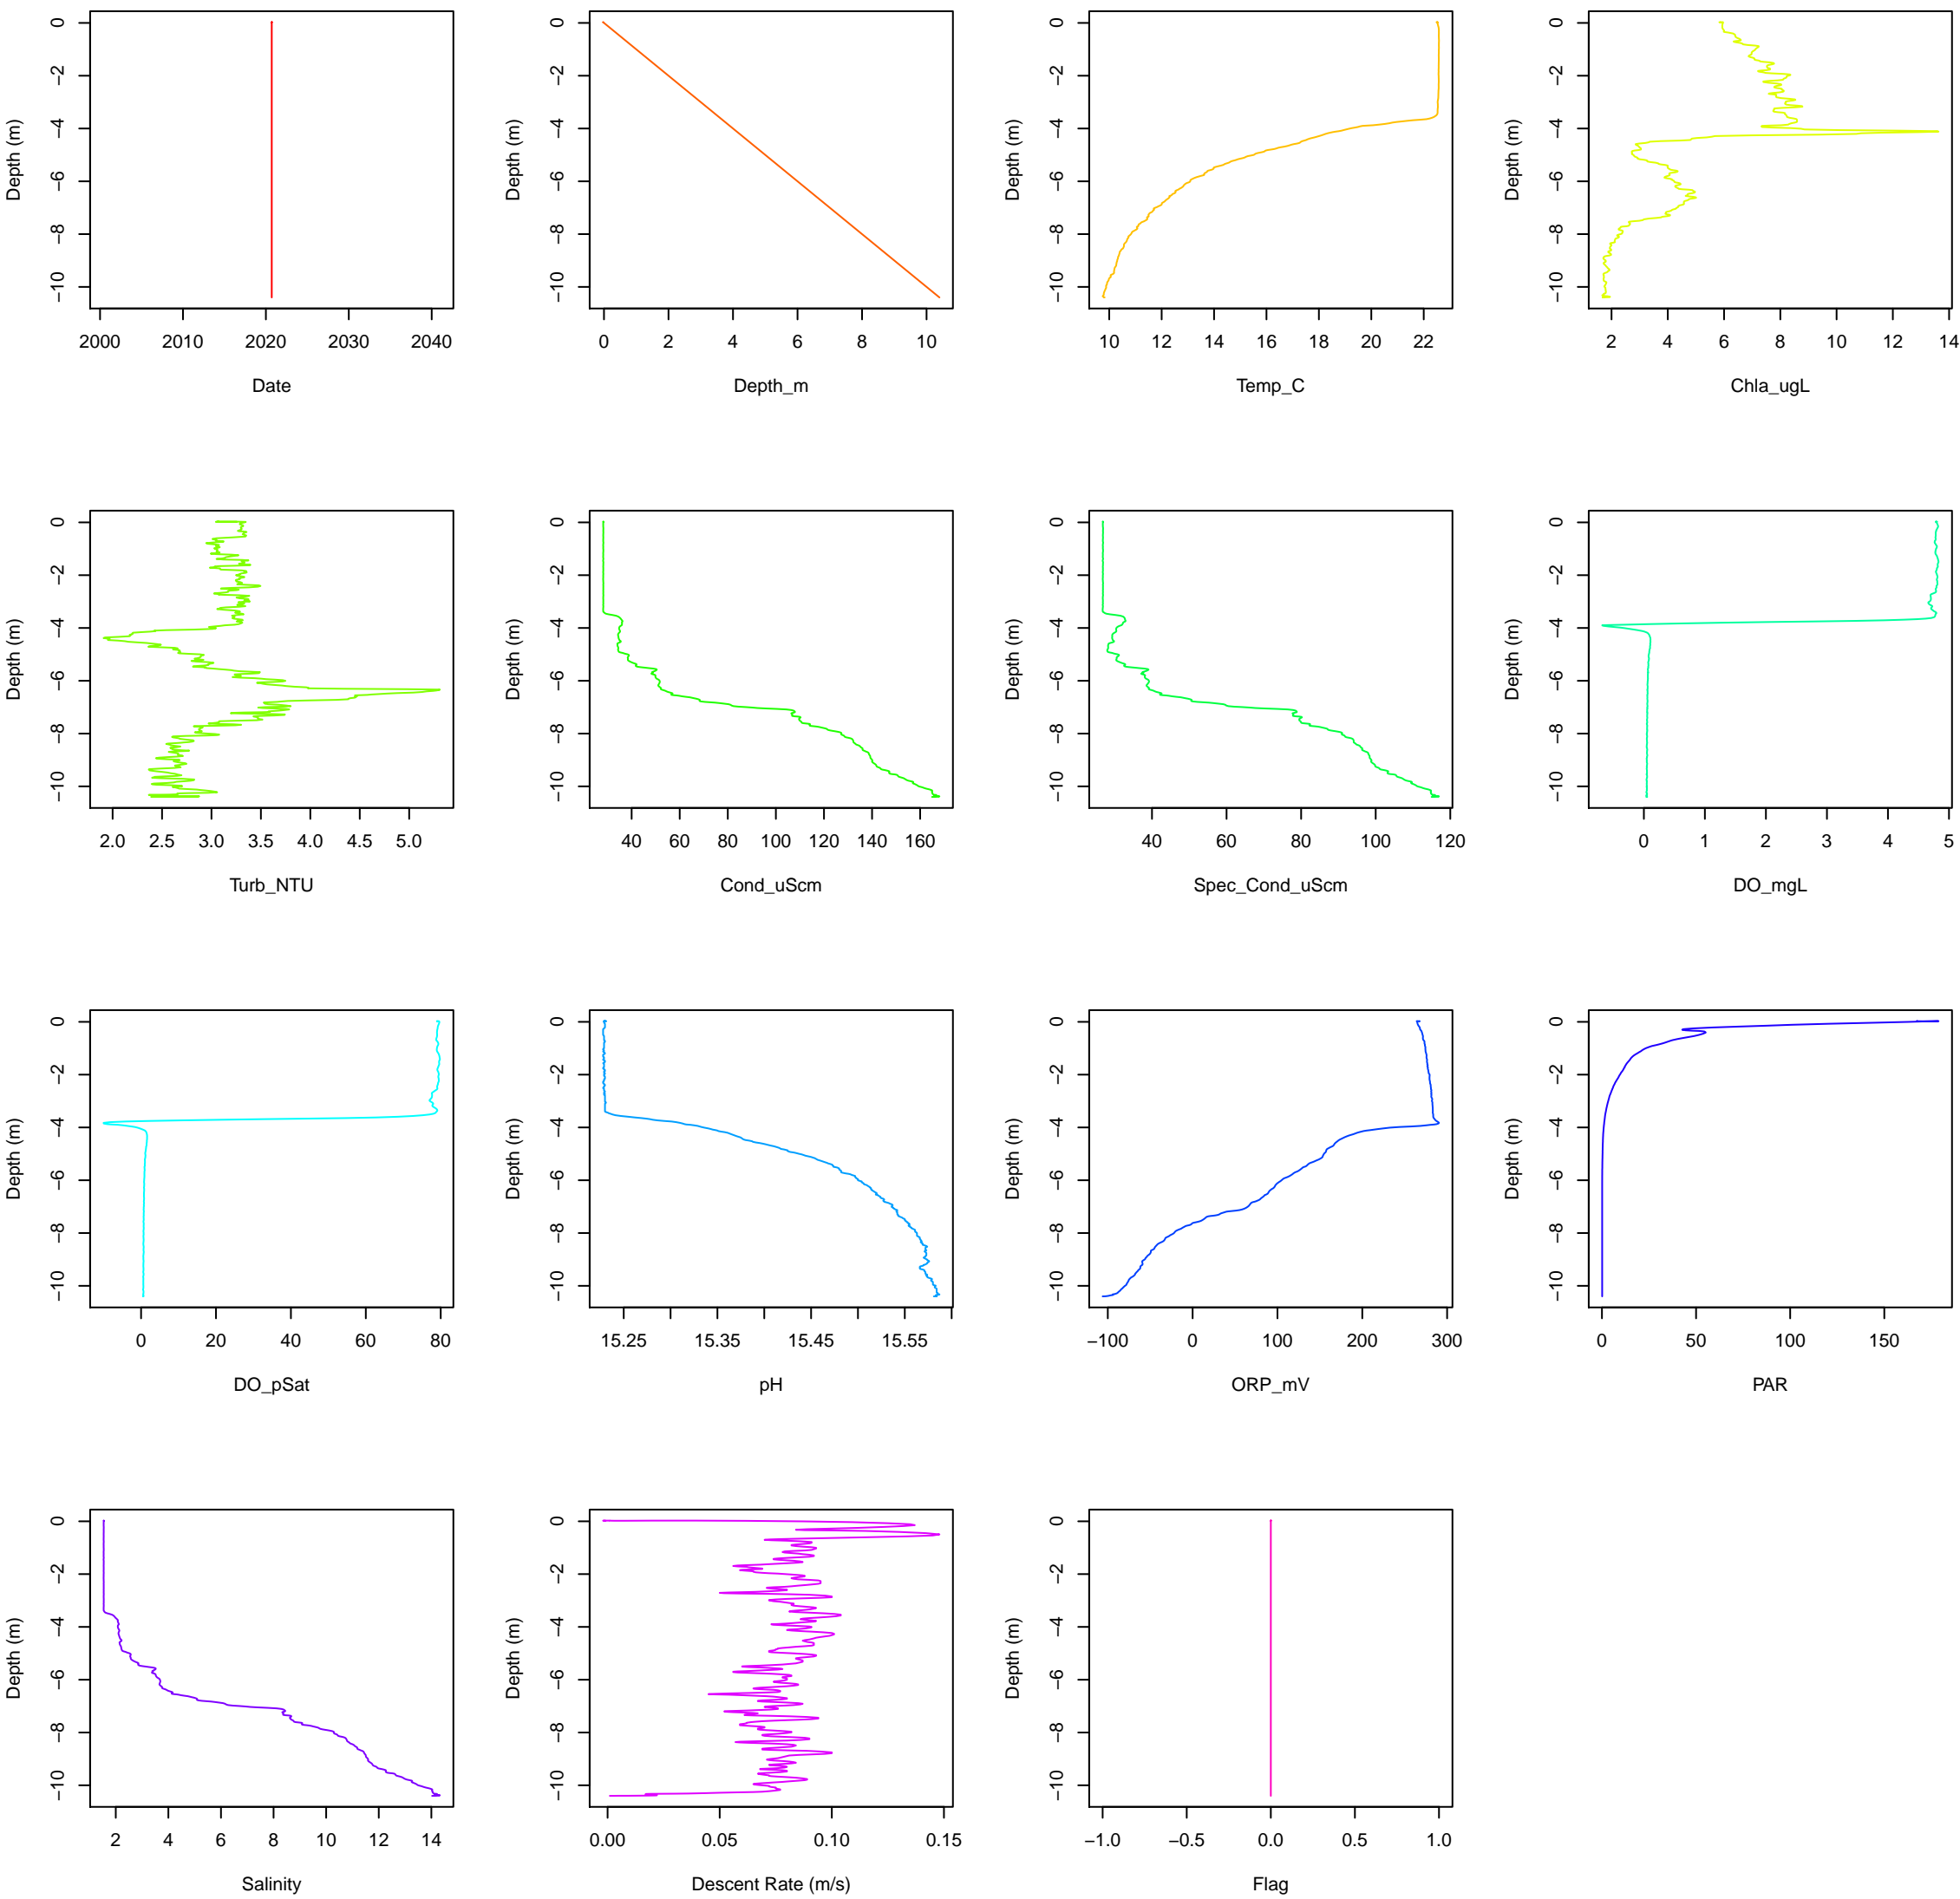 0 0 0 0
−2 −2 −2 −2
−4 −4 −4 −4
Depth (m) Depth (m) Depth (m) Depth (m)
−6 −6 −6 −6
−8 −8 −8 −8
−10 −10 −10 −10
2000 2010 2020 2030 2040 0 2 4 6 8 10 10 12 14 16 18 20 22 2 4 6 8 10 12 14
Date Depth_m Temp_C Chla_ugL
0 0 0 0
−2 −2 −2 −2
−4 −4 −4 −4
Depth (m) Depth (m) Depth (m) Depth (m)
−6 −6 −6 −6
−8 −8 −8 −8
−10 −10 −10 −10
2.0 2.5 3.0 3.5 4.0 4.5 5.0 40 60 80 100 120 140 160 40 60 80 100 120 0 1 2 3 4 5
Turb_NTU Cond_uScm Spec_Cond_uScm DO_mgL
0 0 0 0
−2 −2 −2 −2
−4 −4 −4 −4
Depth (m) Depth (m) Depth (m) Depth (m)
−6 −6 −6 −6
−8 −8 −8 −8
−10 −10 −10 −10
0 20 40 60 80 15.25 15.35 15.45 15.55 −100 0 100 200 300 0 50 100 150
DO_pSat pH ORP_mV PAR
0 0 0
−2 −2 −2
−4 −4 −4
Depth (m) Depth (m) Depth (m)
−6 −6 −6
−8 −8 −8
−10 −10 −10
2 4 6 8 10 12 14 0.00 0.05 0.10 0.15 −1.0 −0.5 0.0 0.5 1.0
Salinity Descent Rate (m/s) Flag